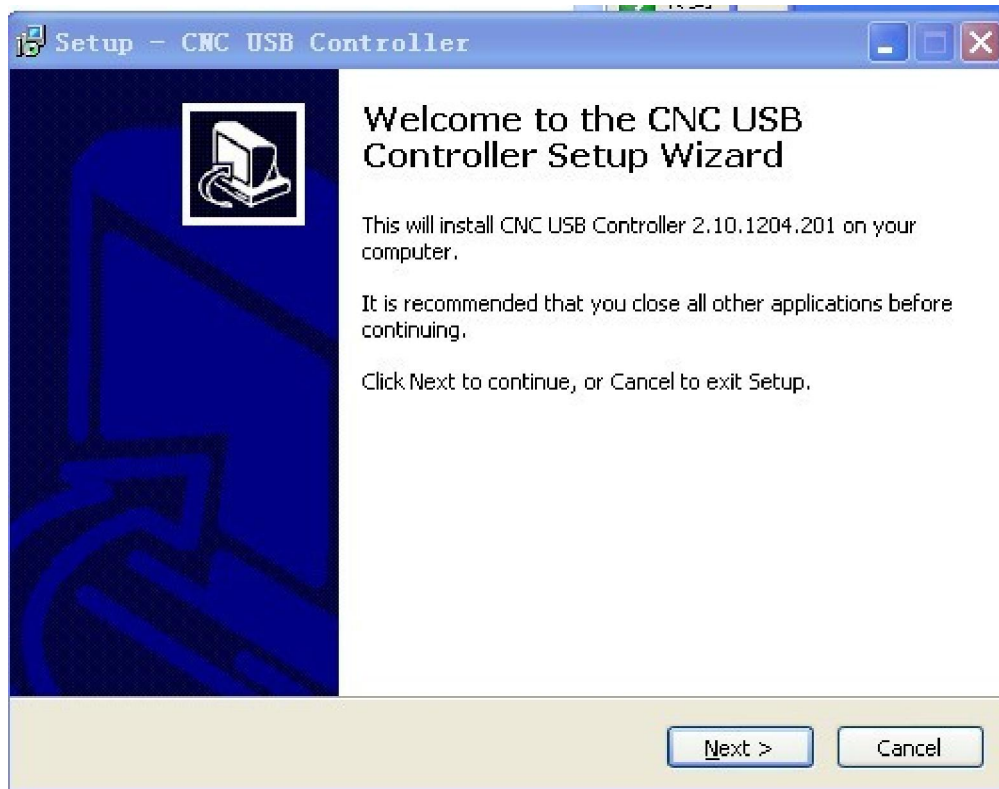 Setup - CNC USB Controller
Welcome to the CNC USB
Controller Setup Wizard
This will install CNC USB Controller 2.10.1204.201 on your
computer.
It is recommended that you close all other applications before
continuing.
Click Next to continue, or Cancel to exit Setup.
Next >
Cancel